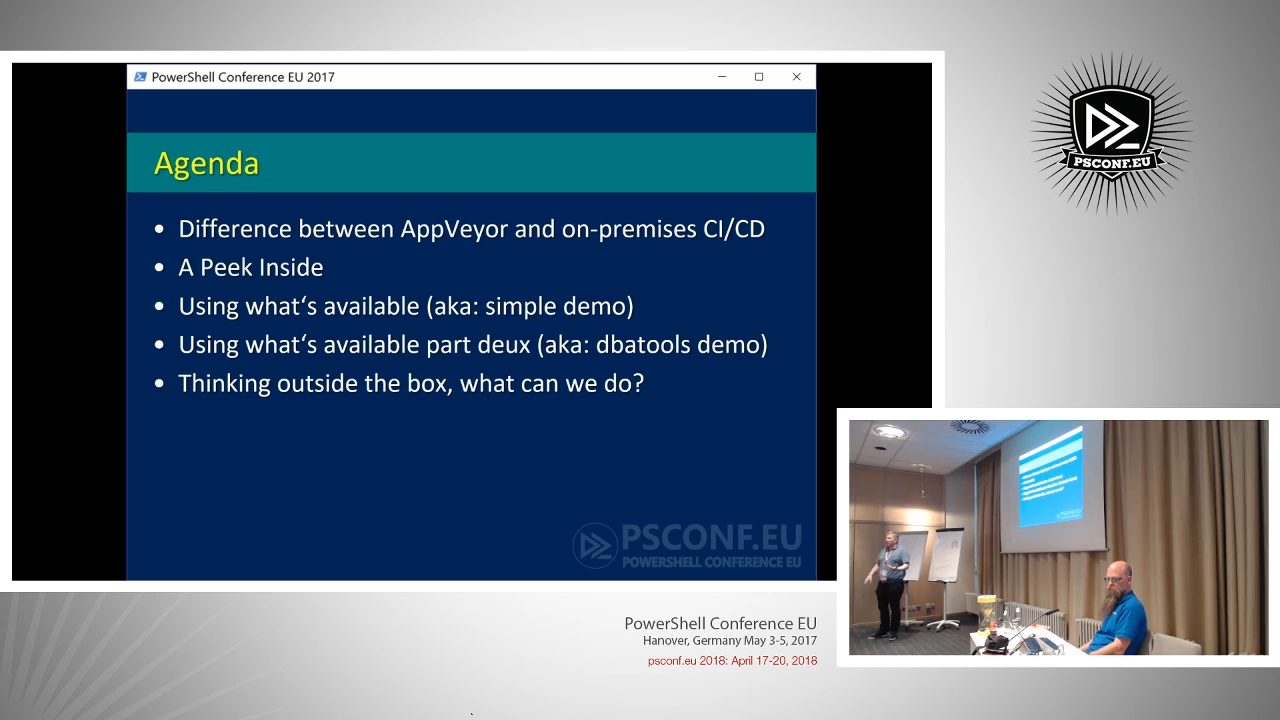 PowerShell Conference EU 2017
Agenda
• Difference between AppVeyor and on-premises CI/CD
• A Peek Inside
• Using what‘s available (aka: simple demo)
• Using what‘s available part deux (aka: dbatools demo)
• Thinking outside the box, what can we do?
PSCONF.EU
POWERSHELL CONFERENCE EU
PSCONF.EU
PowerShell Conference EU
Hanover, Germany May 3-5, 2017
psconf.eu 2018: April 17-20, 2018